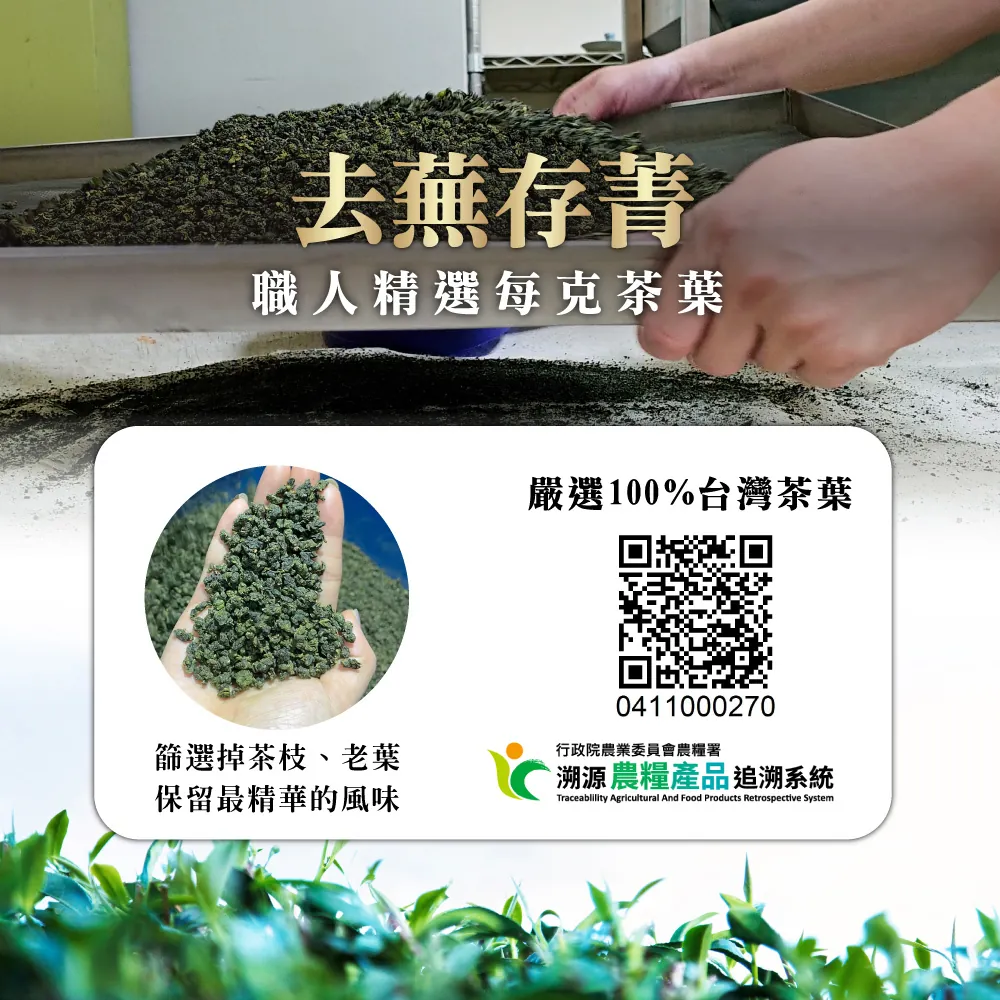 去蕪存菁
職人精選每克茶葉
嚴選100%台灣茶葉
0411000270
篩選掉茶枝、老葉
保留最精華的風味
行政院農業委員會農糧署
溯源農糧產品追溯系統
Traceablility Agricultural And Food Products Retrospective System